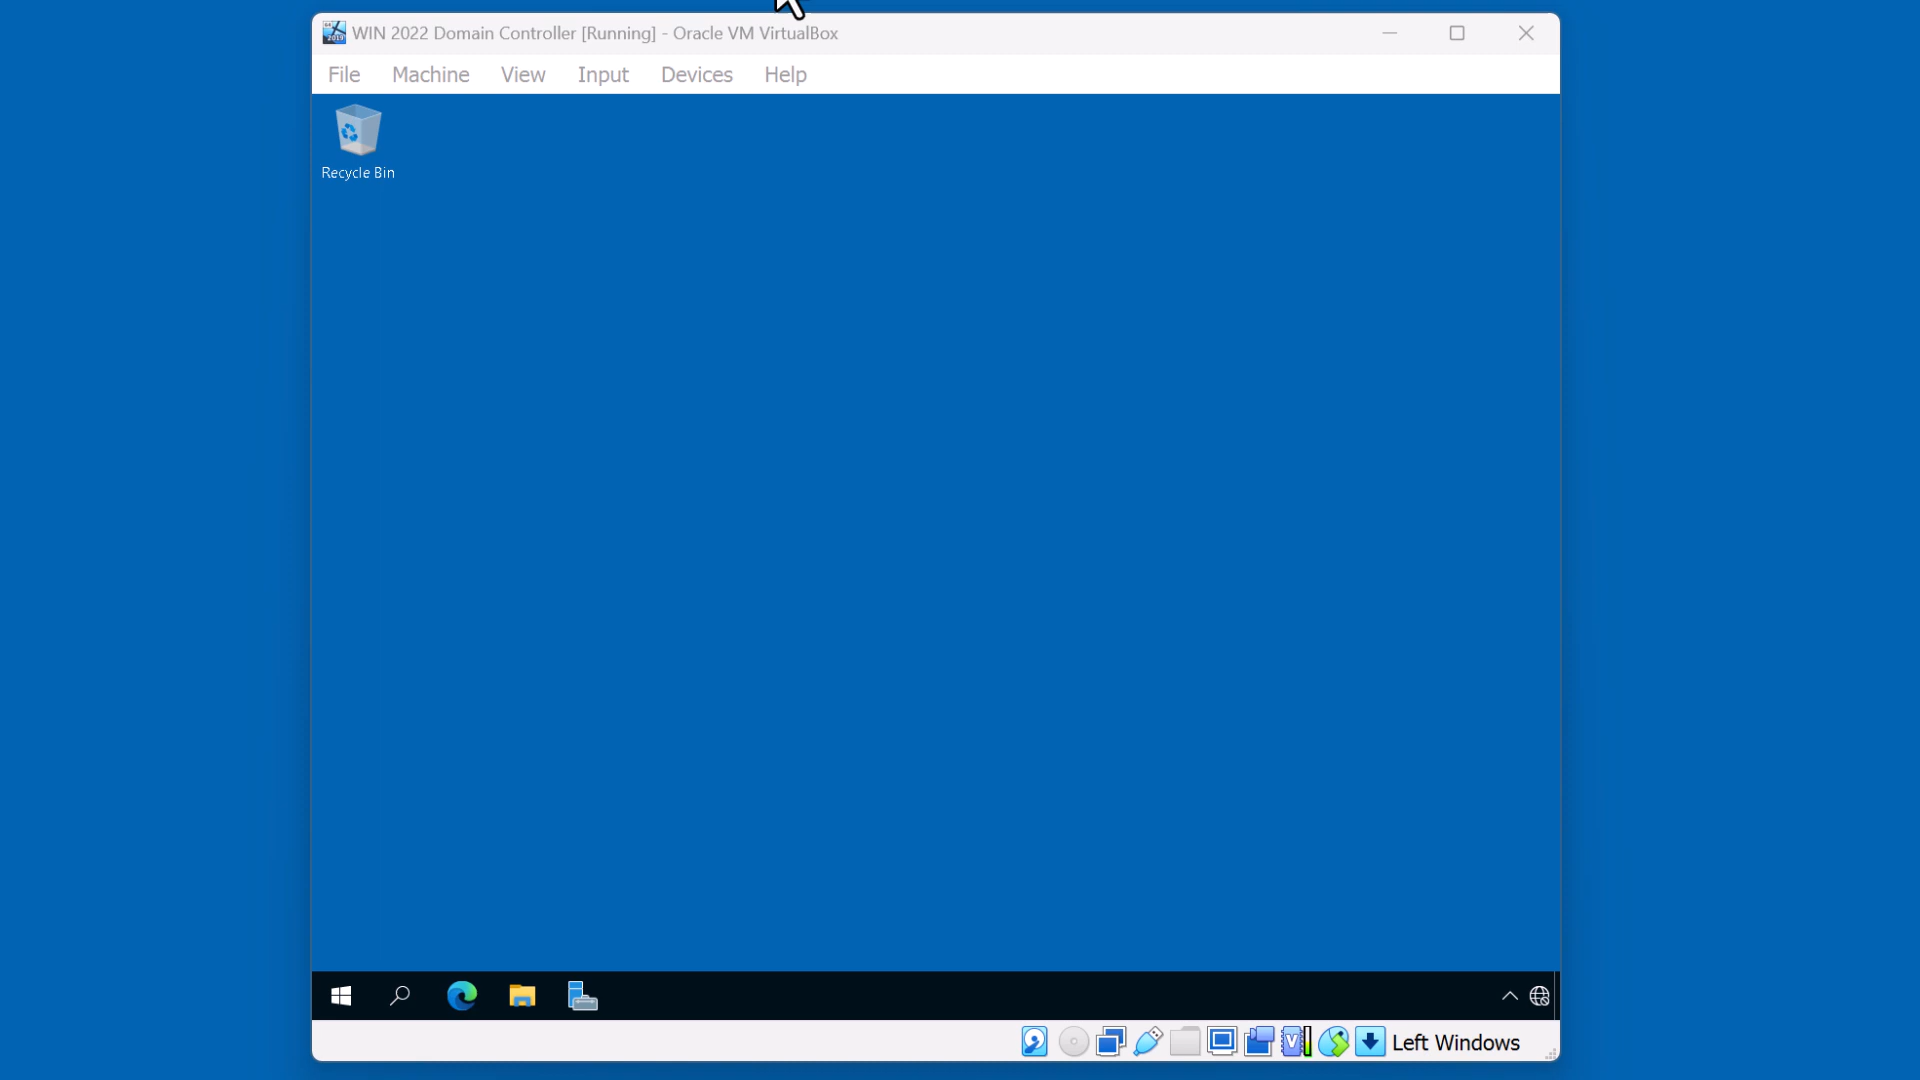 WIN 2022 Domain Controller [Running] - Oracle VM VirtualBox
File Machine View Input Devices Help
Recycle Bin
Left Windows